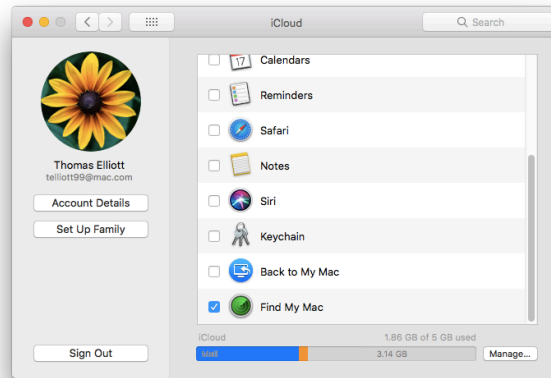 iCloud
Search
17
Calendars
Reminders
Safari
Notes
Siri
Keychain
Back to My Mac
Find My Mac
Thomas Elliott
telliott99@mac.com
Account Details
Set Up Family
Sign Out
iCloud
1.86 GB of 5 GB used
3.14 GB
Manage...